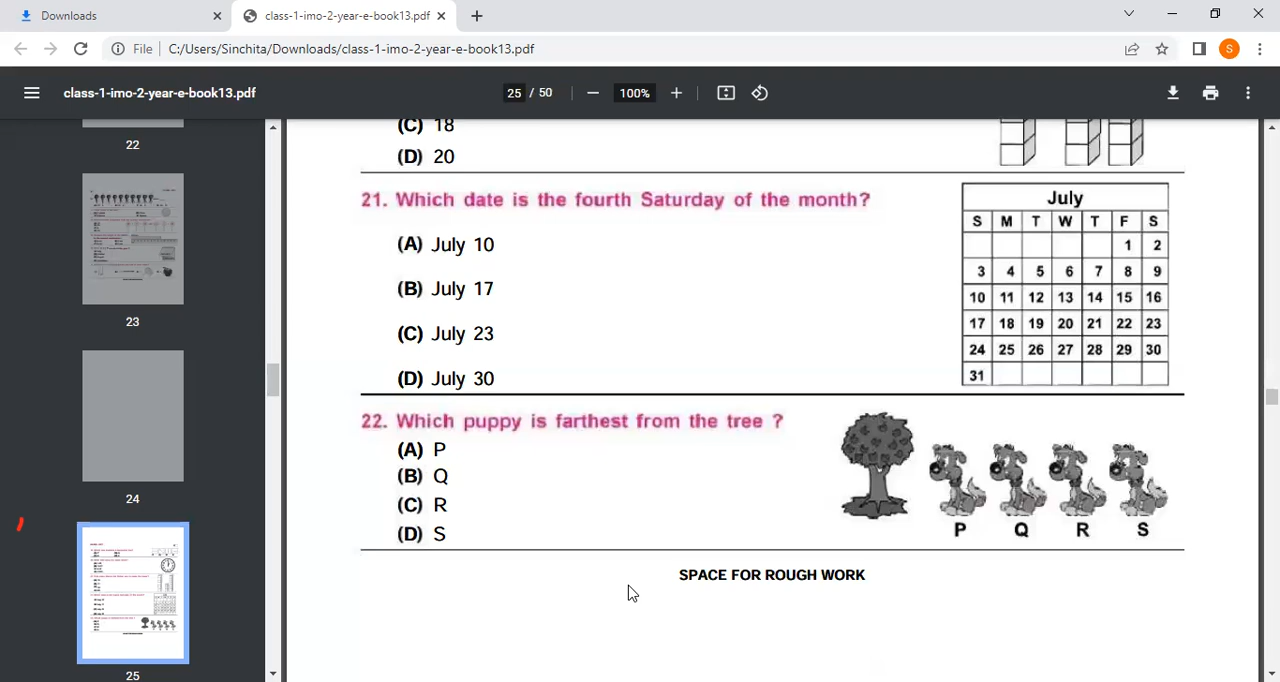 Downloads
class-1-imo-2-year-e-book13.pdf
File
C:/Users/Sinchita/Downloads/class-1-imo-2-year-e-book13.pdf
S
class-1-imo-2-year-e-book13.pdf
25 / 50
100%
22
23
24
25
(C) 18
(D) 20
21. Which date is the fourth Saturday of the month?
(A) July 10
(B) July 17
(C) July 23
(D) July 30
July
S M T W T F S
1 2
3 4 5 6 7 8 9
10 11 12 13 14 15 16
17 18 19 20 21 22 23
24 25 26 27 28 29 30
31
22. Which puppy is farthest from the tree ?
(A) P
(B) Q
(C) R
(D) S
P Q R S
SPACE FOR ROUGH WORK